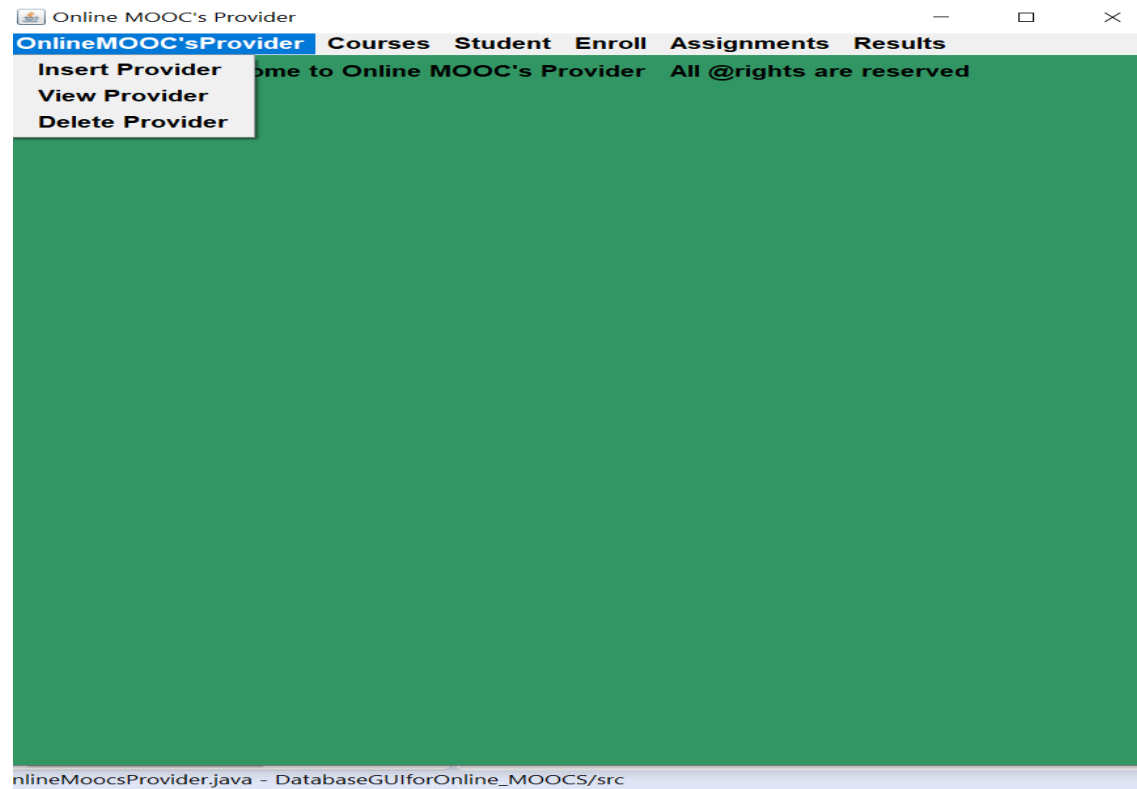 Online MOOC's Provider
OnlineMOOC'sProvider Courses Student Enroll Assignments Results
Insert Provider
to Online MOOC's Provider All @rights are reserved
View Provider
Delete Provider
nlineMoocsProvider.java - DatabaseGUIforOnline_MOOCS/src